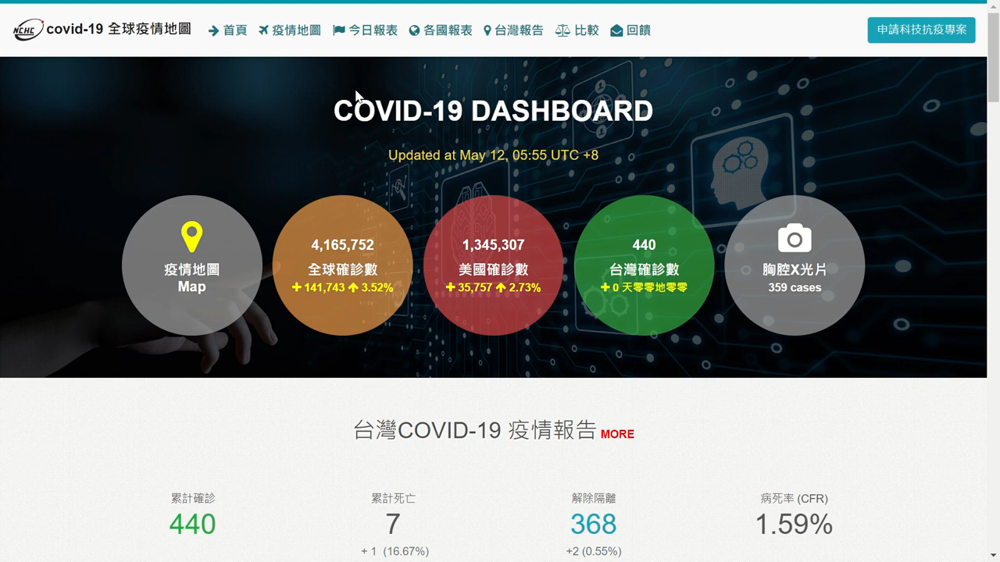 NCHC covid-19 全球疫情地圖 首頁 疫情地圖 今日報表 各國報表 台灣報告 比較 回饋 申請科技抗疫專案
COVID-19 DASHBOARD
Updated at May 12, 05:55 UTC +8
疫情地圖
Map
4,165,752
全球確診數
+ 141,743 3.52%
1,345,307
美國確診數
+ 35,757 2.73%
440
台灣確診數
+ 0 天零零地零零
胸腔X光片
359 cases
台灣COVID-19 疫情報告 MORE
累計確診
440
累計死亡
7
+ 1 (16.67%)
解除隔離
368
+2 (0.55%)
病死率 (CFR)
1.59%